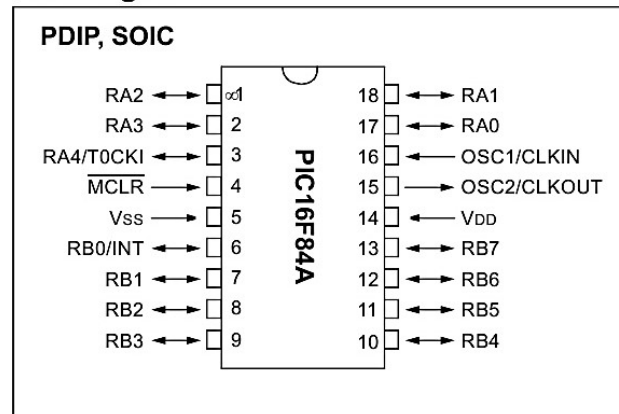 PDIP, SOIC
RA2 ∞1 18 RA1
RA3 2 17 RA0
RA4/T0CKI 3 16 OSC1/CLKIN
MCLR 4 15 OSC2/CLKOUT
VSS 5 14 VDD
RB0/INT 6 13 RB7
RB1 7 12 RB6
RB2 8 11 RB5
RB3 9 10 RB4
PIC16F84A